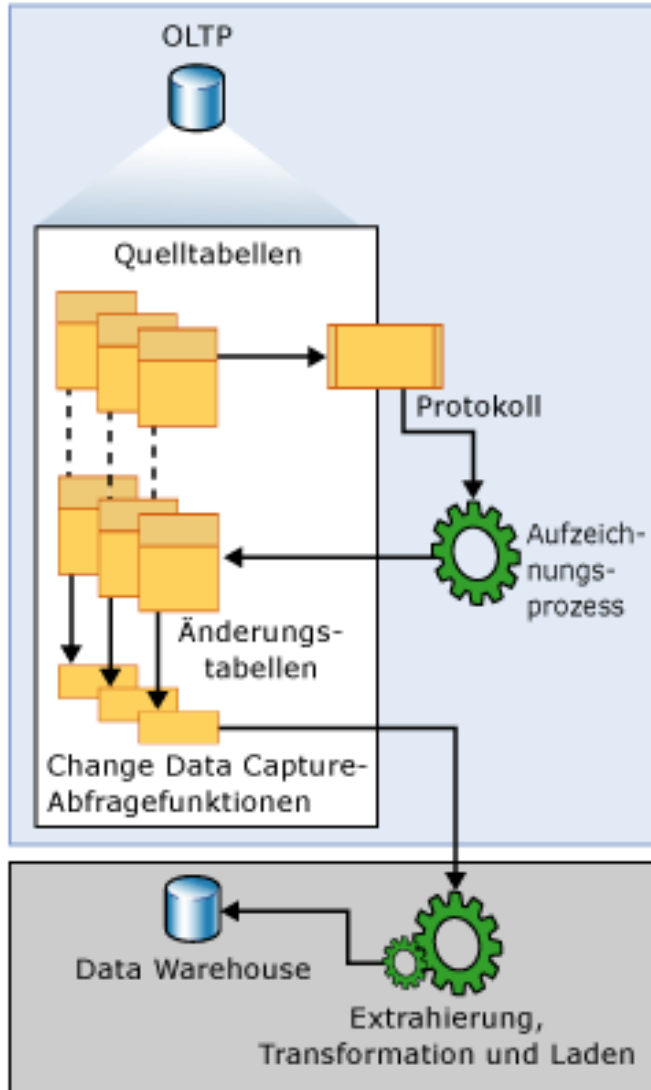 OLTP
Quelltabellen
Protokoll
Aufzeich-
nungs-
prozess
Änderungs-
tabellen
Change Data Capture-
Abfragefunktionen
Data Warehouse
Extrahierung,
Transformation und Laden